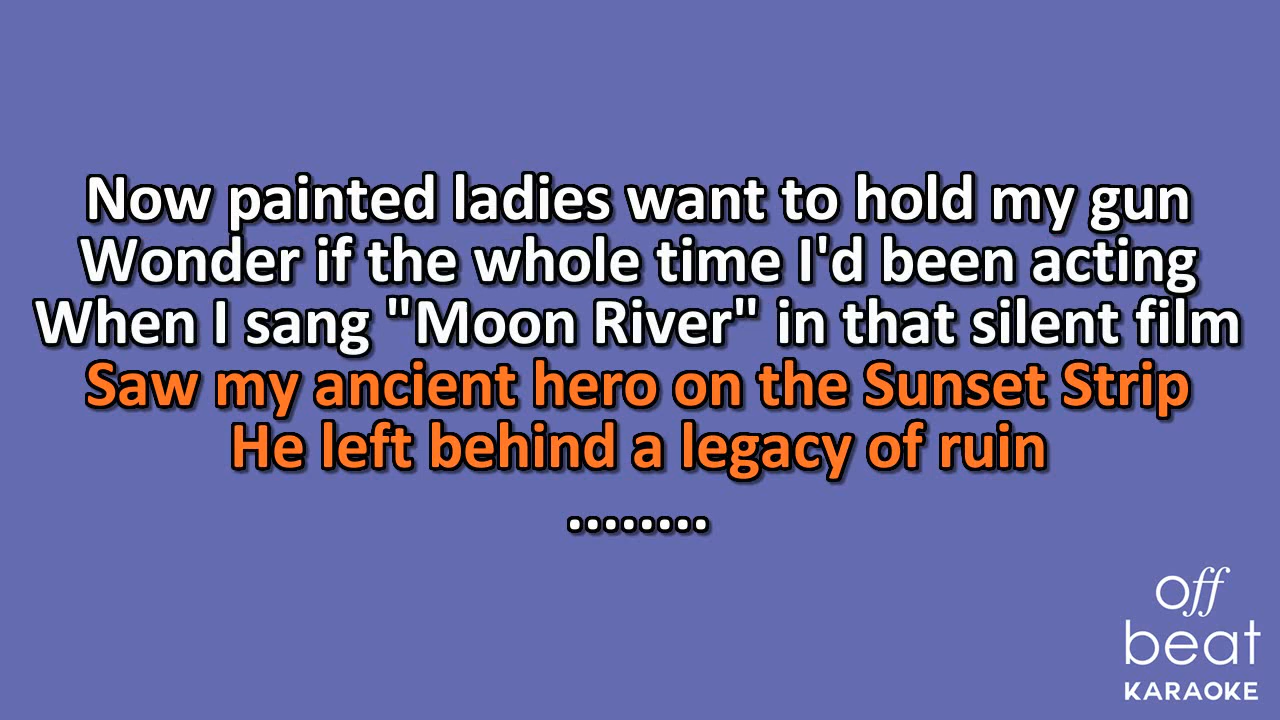 Now painted ladies want to hold my gun
Wonder if the whole time I'd been acting
When I sang "Moon River" in that silent film
Saw my ancient hero on the Sunset Strip
He left behind a legacy of ruin
........
off
beat
KARAOKE